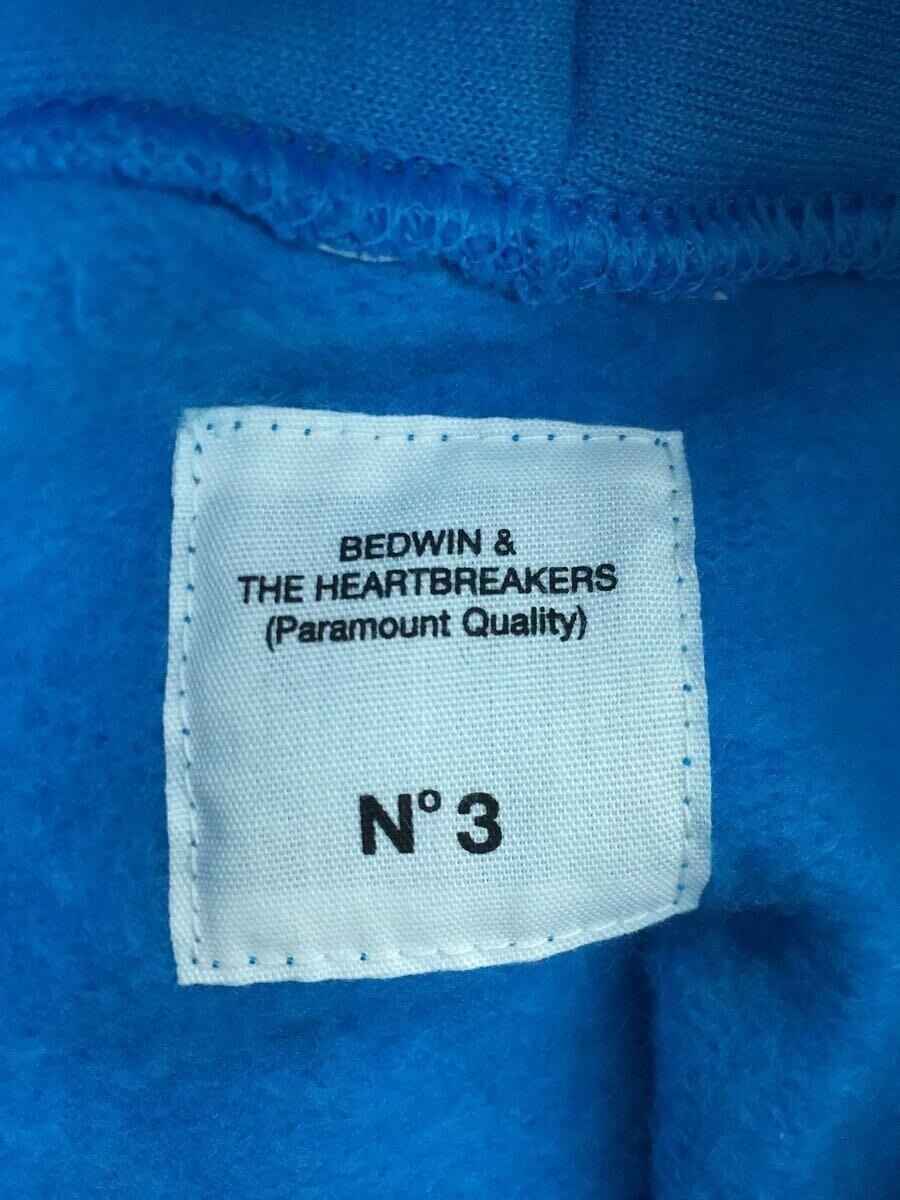 BEDWIN &
THE HEARTBREAKERS
(Paramount Quality)
N° 3